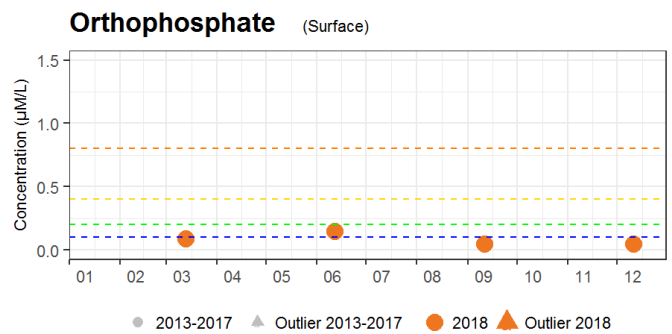 Orthophosphate (Surface)
Concentration (µM/L)
1.5
1.0
0.5
0.0
01 02 03 04 05 06 07 08 09 10 11 12
2013-2017 Outlier 2013-2017 2018 Outlier 2018